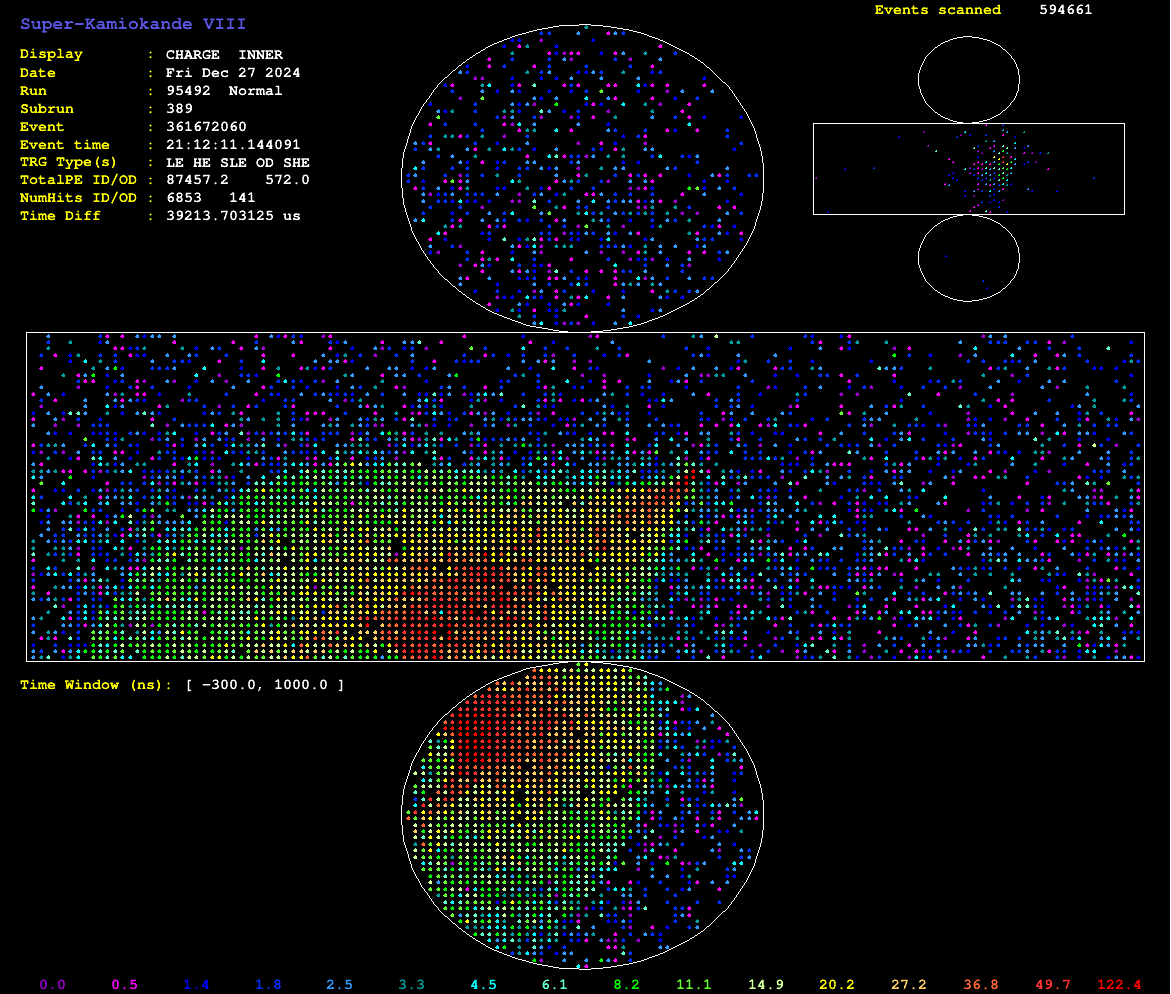 Super-Kamiokande VIII
Events scanned 594661
Display : CHARGE INNER
Date : Fri Dec 27 2024
Run : 95492 Normal
Subrun : 389
Event : 361672060
Event time : 21:12:11.144091
TRG Type(s) : LE HE SLE OD SHE
TotalPE ID/OD : 87457.2 572.0
NumHits ID/OD : 6853 141
Time Diff : 39213.703125 us
Time Window (ns): [ −300.0, 1000.0 ]
0.0 0.5 1.4 1.8 2.5 3.3 4.5 6.1 8.2 11.1 14.9 20.2 27.2 36.8 49.7 122.4